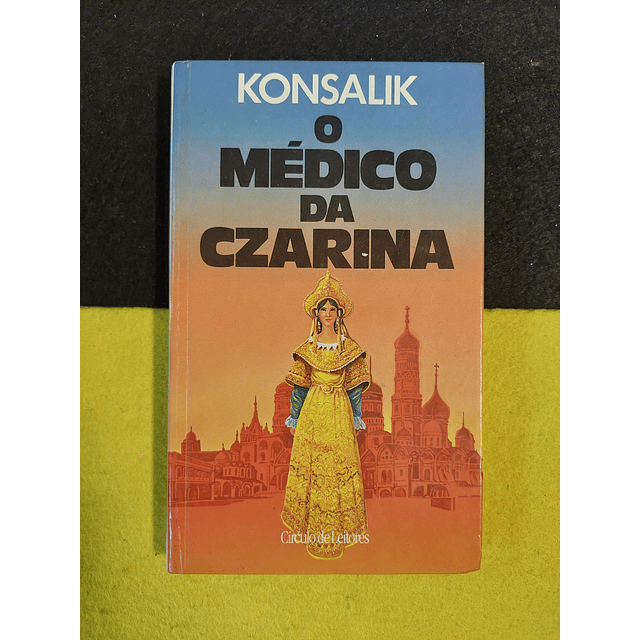 KONSALIK
O
MÉDICO
DA
CZARINA
Círculo de Leitores